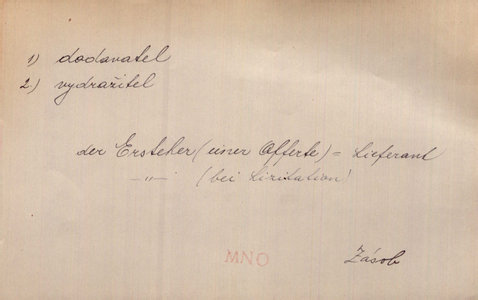 1) dodavatel
2.) vydražitel
der Ersteher (einer Offerte) = Lieferant
—„— (bei Lizitation)
MNO
Zásob